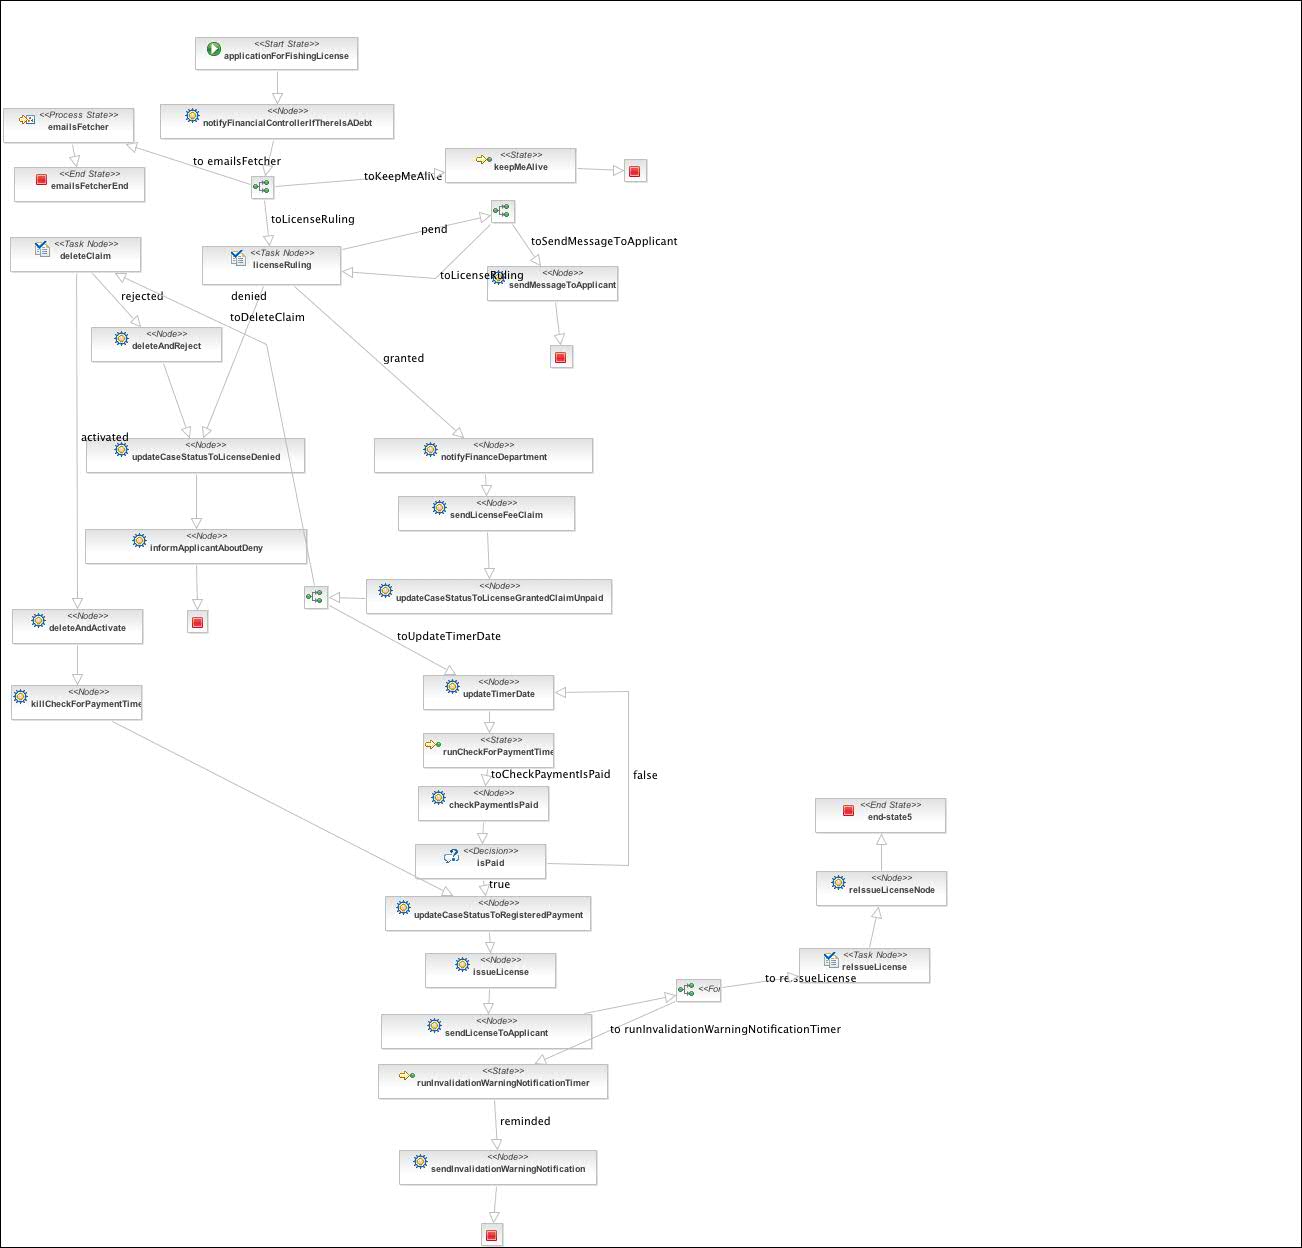 <<Start State>>
applicationForFishingLicense
<<Process State>>
emailsFetcher
<<Node>>
notifyFinancialControllerIfThereIsADebt
to emailsFetcher
<<State>>
keepMeAlive
toKeepMeAlive
<<End State>>
emailsFetcherEnd
toLicenseRuling
pend
toSendMessageToApplicant
<<Task Node>>
deleteClaim
<<Task Node>>
licenseRuling
toLicenseRuling
<<Node>>
sendMessageToApplicant
rejected
denied
toDeleteClaim
<<Node>>
deleteAndReject
granted
activated
<<Node>>
updateCaseStatusToLicenseDenied
<<Node>>
notifyFinanceDepartment
<<Node>>
sendLicenseFeeClaim
<<Node>>
informApplicantAboutDeny
<<Node>>
updateCaseStatusToLicenseGrantedClaimUnpaid
<<Node>>
deleteAndActivate
toUpdateTimerDate
<<Node>>
killCheckForPaymentTime
<<Node>>
updateTimerDate
<<State>>
runCheckForPaymentTime
toCheckPaymentIsPaid
false
<<Node>>
checkPaymentIsPaid
<<End State>>
end-state5
<<Decision>>
isPaid
true
<<Node>>
reIssueLicenseNode
<<Node>>
updateCaseStatusToRegisteredPayment
<<Node>>
issueLicense
<<Task Node>>
reIssueLicense
to reIssueLicense
<<For
<<Node>>
sendLicenseToApplicant
to runInvalidationWarningNotificationTimer
<<State>>
runInvalidationWarningNotificationTimer
reminded
<<Node>>
sendInvalidationWarningNotification